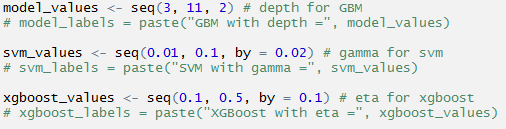 model_values <- seq(3, 11, 2) # depth for GBM
# model_labels = paste("GBM with depth =", model_values)
svm_values <- seq(0.01, 0.1, by = 0.02) # gamma for svm
# svm_labels = paste("SVM with gamma =", svm_values)
xgboost_values <- seq(0.1, 0.5, by = 0.1) # eta for xgboost
# xgboost_labels = paste("XGBoost with eta =", xgboost_values)